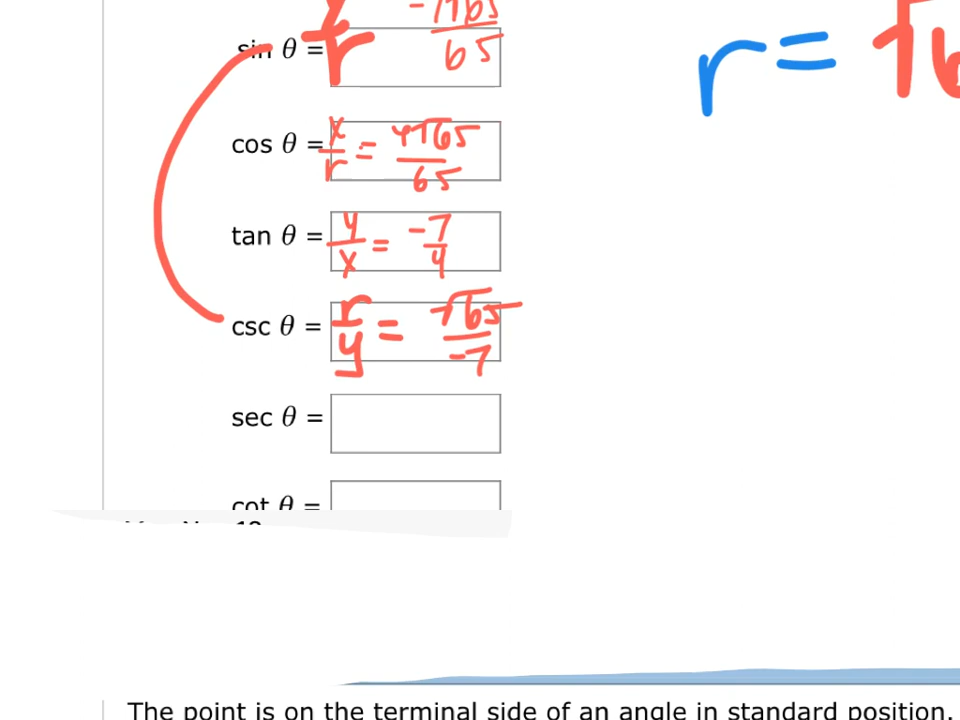 sin θ = y/r -7√65/65
r = √6
cos θ = x/r = 4√65/65
tan θ = y/x = -7/4
csc θ = r/y = √65/-7
sec θ =
cot θ =
The point is on the terminal side of an angle in standard position.